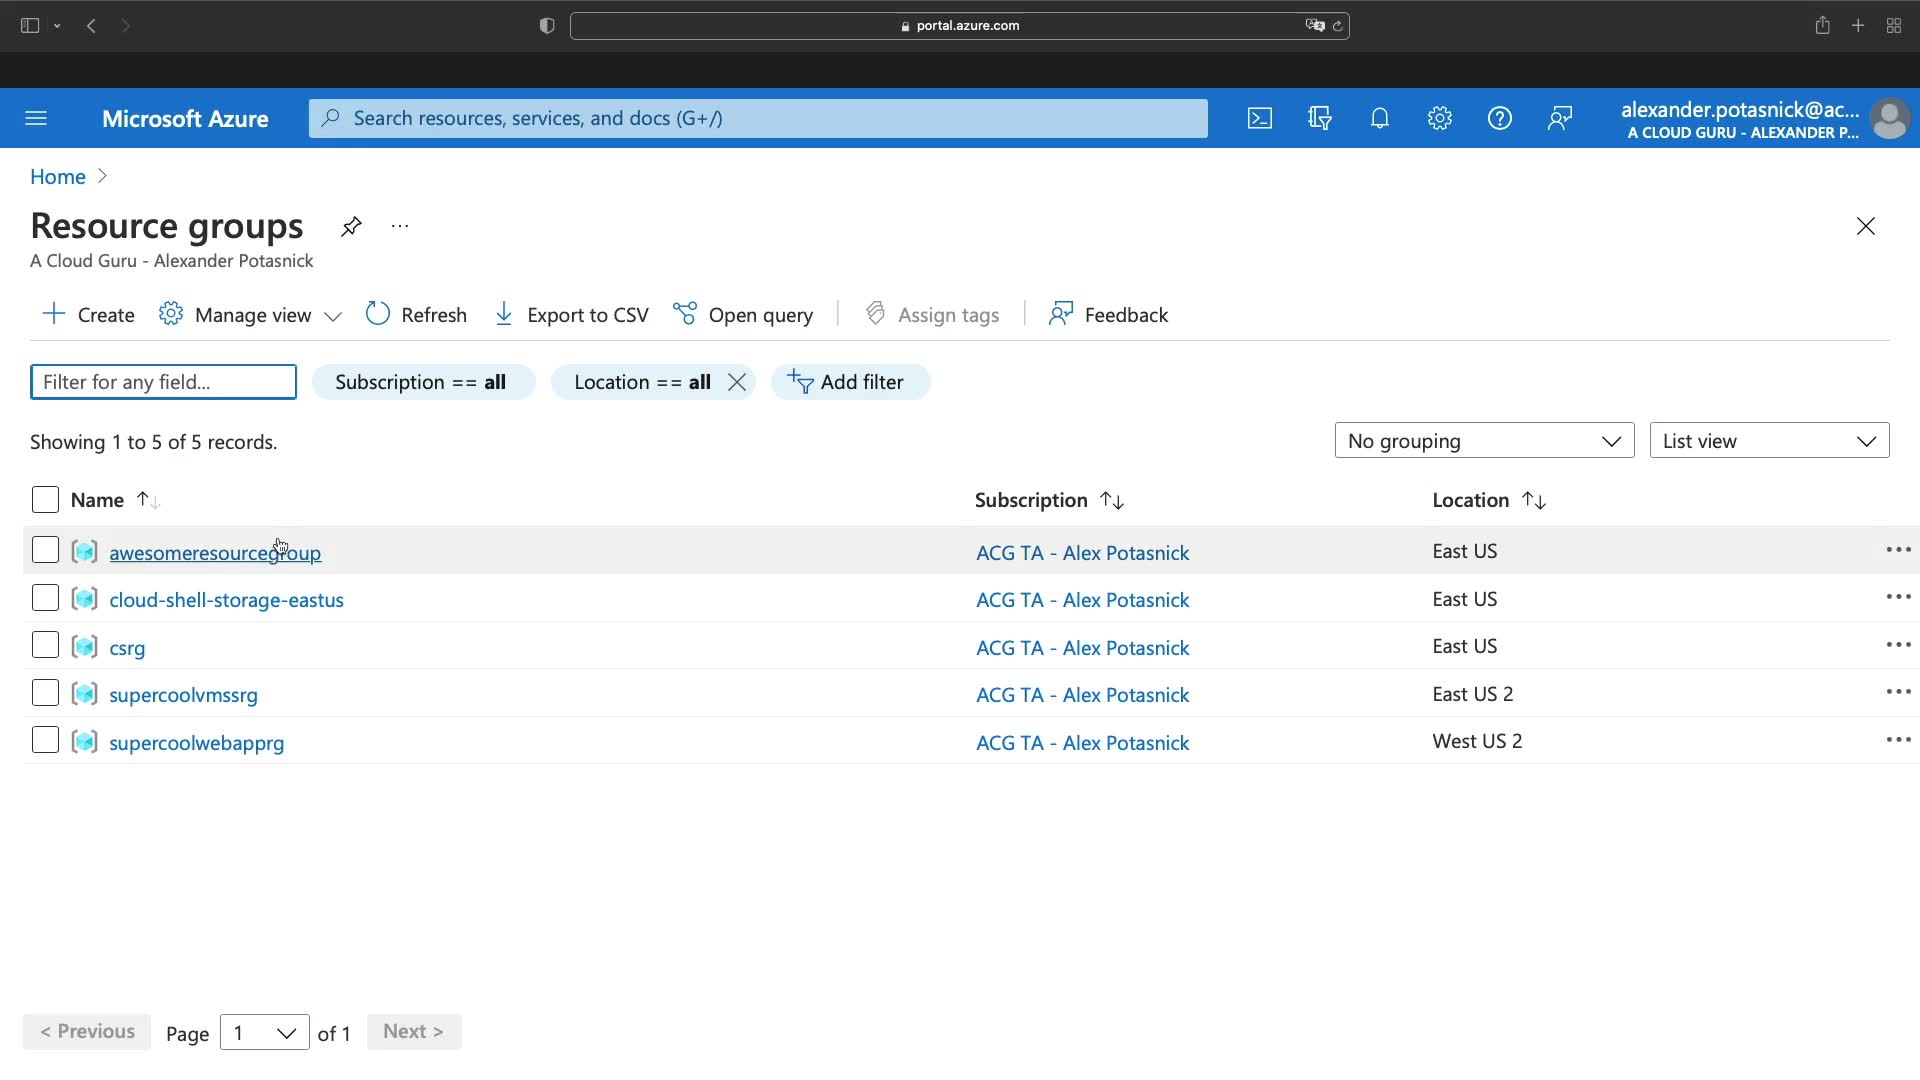 portal.azure.com
Microsoft Azure
Search resources, services, and docs (G+/)
alexander.potasnick@ac...
A CLOUD GURU - ALEXANDER P...
Home
Resource groups
A Cloud Guru - Alexander Potasnick
Create Manage view Refresh Export to CSV Open query Assign tags Feedback
Filter for any field... Subscription == all Location == all Add filter
Showing 1 to 5 of 5 records. No grouping List view
Name Subscription Location
awesomeresourcegroup ACG TA - Alex Potasnick East US
cloud-shell-storage-eastus ACG TA - Alex Potasnick East US
csrg ACG TA - Alex Potasnick East US
supercoolvmssrg ACG TA - Alex Potasnick East US 2
supercoolwebapprg ACG TA - Alex Potasnick West US 2
< Previous Page 1 of 1 Next >